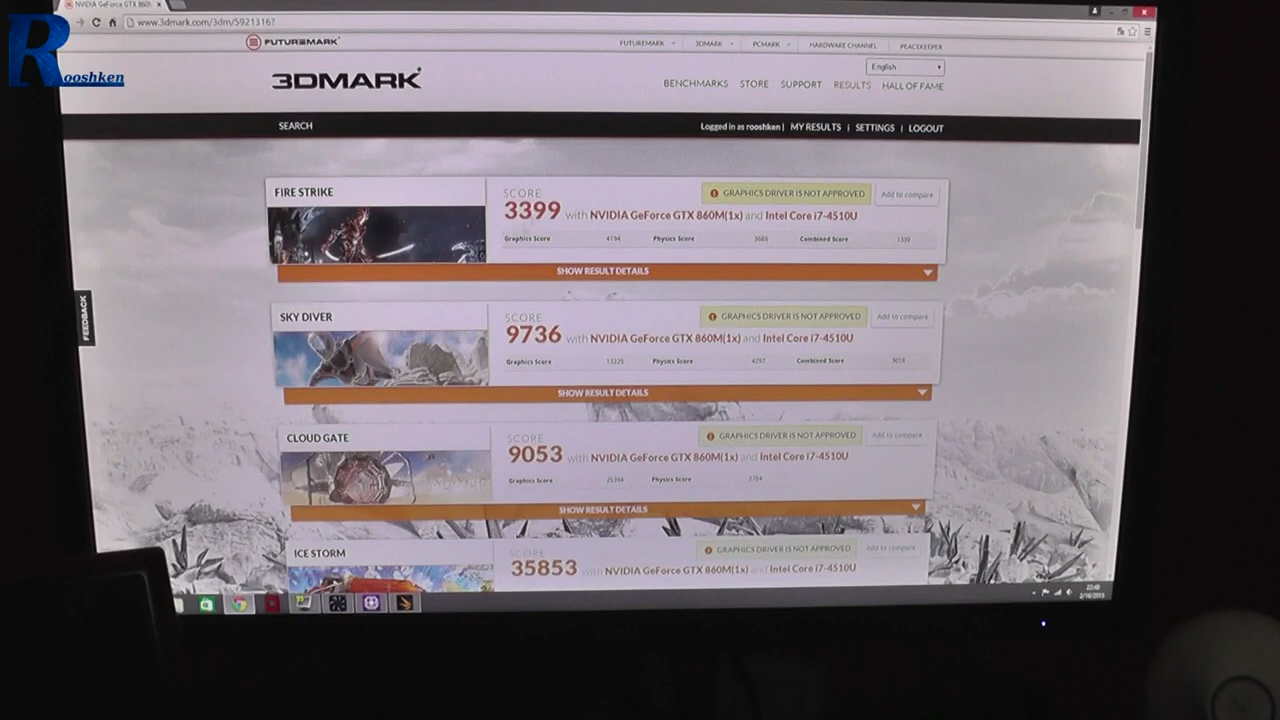 NVIDIA GeForce GTX 860M
www.3dmark.com/3dm/5921316?
Rooshken
FUTUREMARK
FUTUREMARK 3DMARK PCMARK HARDWARE CHANNEL PEACEKEEPER
English
3DMARK
BENCHMARKS STORE SUPPORT RESULTS HALL OF FAME
SEARCH
Logged in as rooshken | MY RESULTS | SETTINGS | LOGOUT
FEEDBACK
FIRE STRIKE
SCORE
GRAPHICS DRIVER IS NOT APPROVED
Add to compare
3399 with NVIDIA GeForce GTX 860M(1x) and Intel Core i7-4510U
Graphics Score 4194 Physics Score 3686 Combined Score 1339
SHOW RESULT DETAILS
SKY DIVER
SCORE
GRAPHICS DRIVER IS NOT APPROVED
Add to compare
9736 with NVIDIA GeForce GTX 860M(1x) and Intel Core i7-4510U
Graphics Score 13225 Physics Score 4297 Combined Score 9018
SHOW RESULT DETAILS
CLOUD GATE
SCORE
GRAPHICS DRIVER IS NOT APPROVED
Add to compare
9053 with NVIDIA GeForce GTX 860M(1x) and Intel Core i7-4510U
Graphics Score 25394 Physics Score 2784
SHOW RESULT DETAILS
ICE STORM
SCORE
GRAPHICS DRIVER IS NOT APPROVED
Add to compare
35853 with NVIDIA GeForce GTX 860M(1x) and Intel Core i7-4510U
22:48
2/16/2015